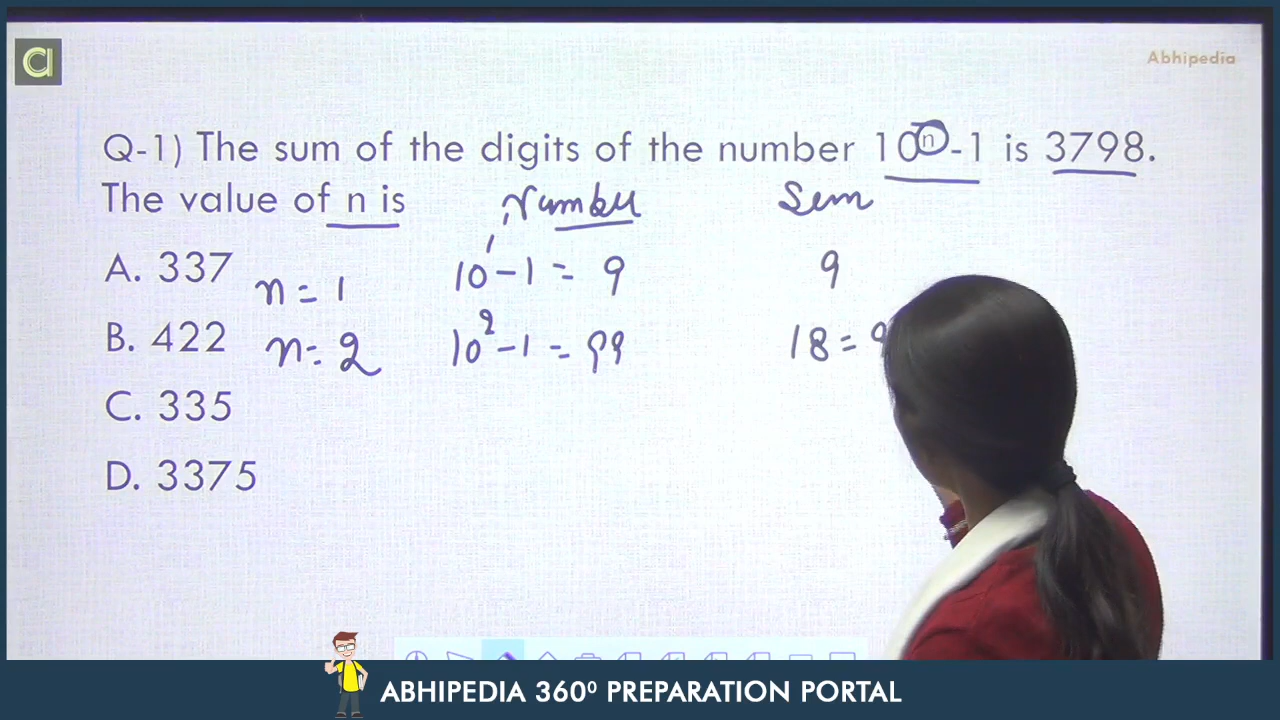 Abhipedia
Q-1) The sum of the digits of the number 10ⁿ-1 is 3798.
The value of n is
Number Sum
A. 337
n = 1 10¹ - 1 = 9 9
B. 422
n = 2 10² - 1 = 99 18 = 9
C. 335
D. 3375
ABHIPEDIA 360⁰ PREPARATION PORTAL